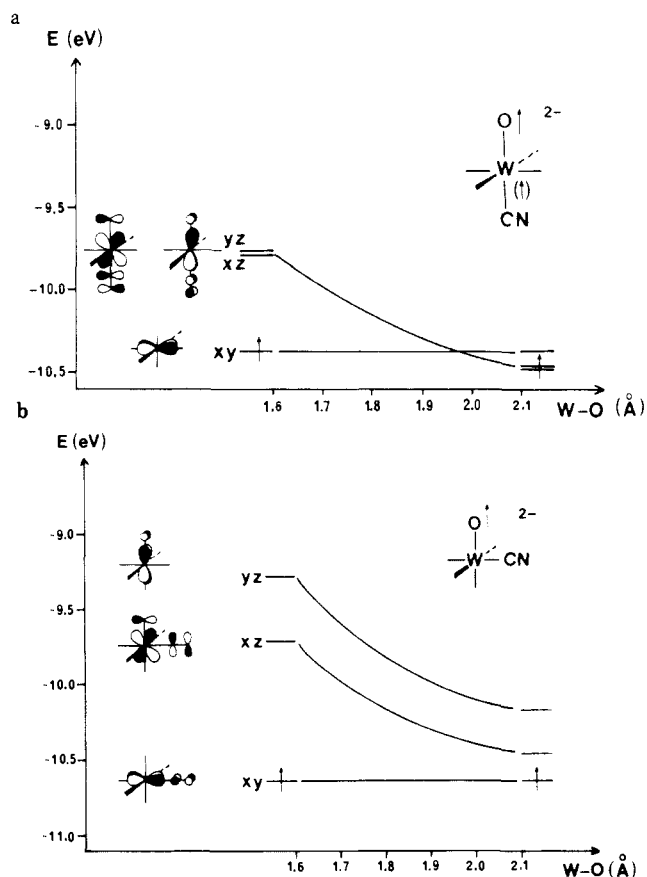 a
E (eV)
-9.0
O 2-
W
(↑)
CN
-9.5
yz
xz
-10.0
xy
-10.5
1.6 1.7 1.8 1.9 2.0 2.1 W-O (Å)
b
E (eV)
-9.0
O 2-
W CN
yz
-9.5
xz
-10.0
-10.5
xy
-11.0
1.6 1.7 1.8 1.9 2.0 2.1 W-O (Å)